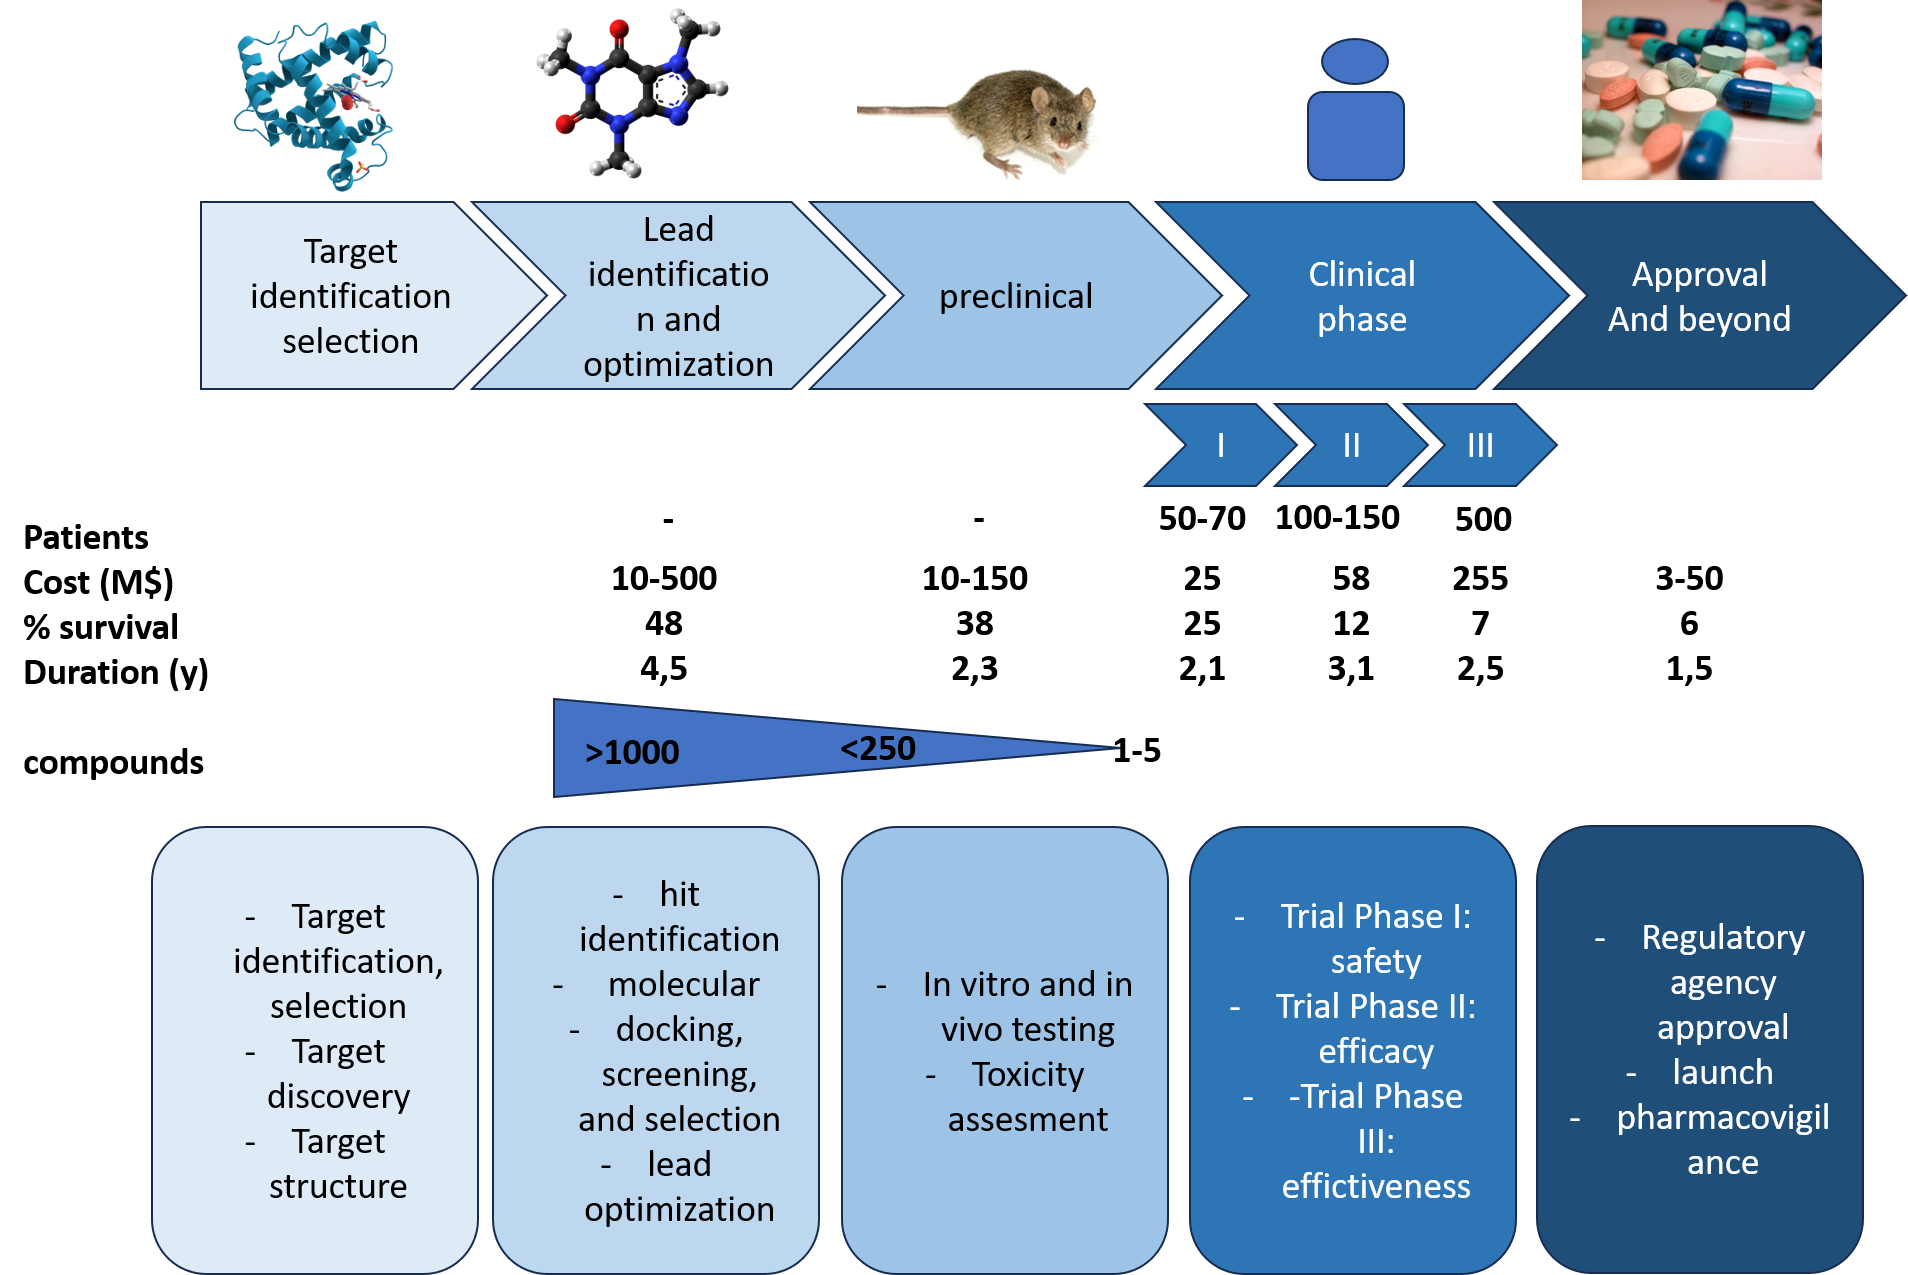 Target
identification
selection
Lead
identificatio
n and
optimization
preclinical
Clinical
phase
Approval
And beyond
I
II
III
Patients
-
-
50-70
100-150
500
Cost (M$)
10-500
10-150
25
58
255
3-50
% survival
48
38
25
12
7
6
Duration (y)
4,5
2,3
2,1
3,1
2,5
1,5
compounds
>1000
<250
1-5
- Target
identification,
selection
- Target
discovery
- Target
structure
- hit
identification
- molecular
- docking,
screening,
and selection
- lead
optimization
- In vitro and in
vivo testing
- Toxicity
assesment
- Trial Phase I:
safety
- Trial Phase II:
efficacy
- -Trial Phase
III:
effictiveness
- Regulatory
agency
approval
- launch
- pharmacovigil
ance